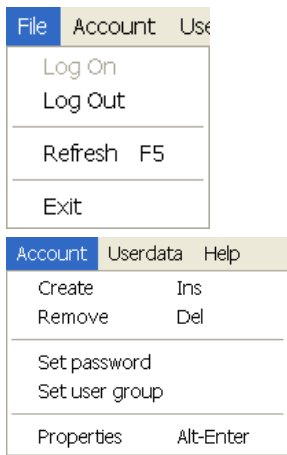 File Account Use
Log On
Log Out
Refresh F5
Exit
Account Userdata Help
Create Ins
Remove Del
Set password
Set user group
Properties Alt-Enter